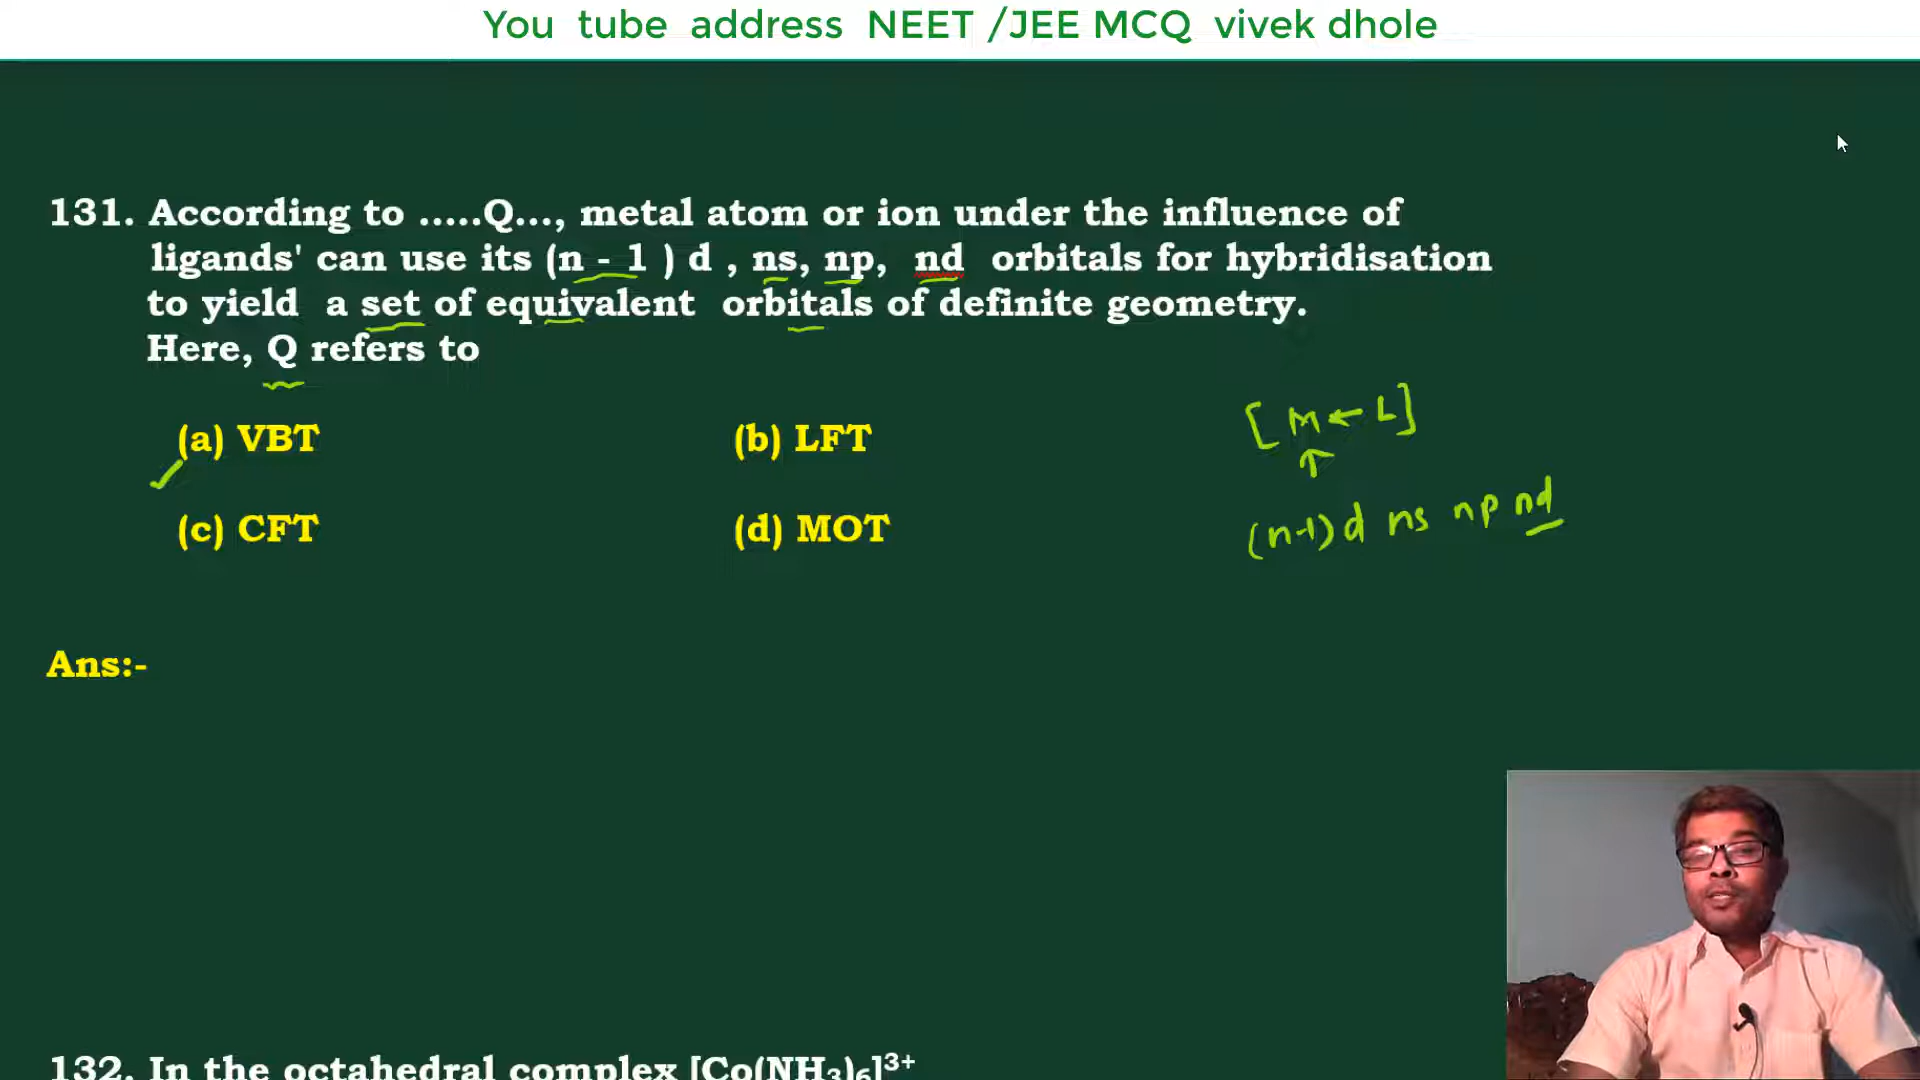 You tube address NEET /JEE MCQ vivek dhole
131. According to .....Q..., metal atom or ion under the influence of
ligands' can use its (n - 1 ) d , ns, np, nd orbitals for hybridisation
to yield a set of equivalent orbitals of definite geometry.
Here, Q refers to
(a) VBT (b) LFT
[ M ← L ]
↑
(c) CFT (d) MOT
(n-1) d ns np nd
Ans:-
132. In the octahedral complex [Co(NH₃)₆]³⁺